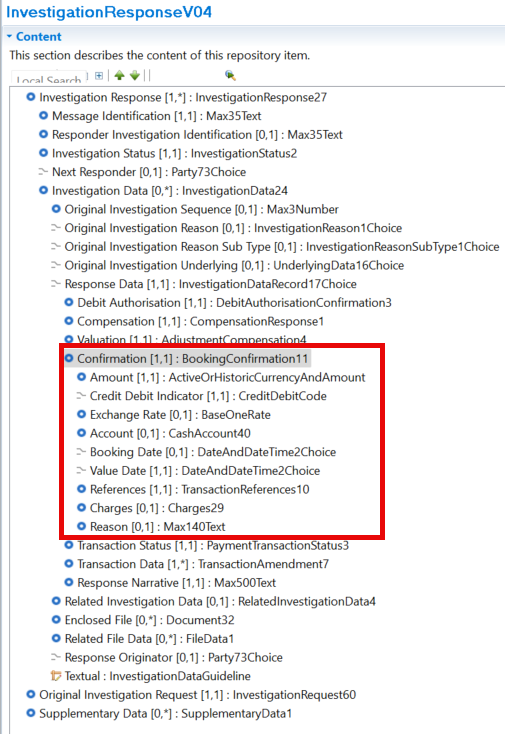 InvestigationResponseV04
Content
This section describes the content of this repository item.
Local Search
Investigation Response [1,*] : InvestigationResponse27
Message Identification [1,1] : Max35Text
Responder Investigation Identification [0,1] : Max35Text
Investigation Status [1,1] : InvestigationStatus2
Next Responder [0,1] : Party73Choice
Investigation Data [0,*] : InvestigationData24
Original Investigation Sequence [0,1] : Max3Number
Original Investigation Reason [0,1] : InvestigationReason1Choice
Original Investigation Reason Sub Type [0,1] : InvestigationReasonSubType1Choice
Original Investigation Underlying [0,1] : UnderlyingData16Choice
Response Data [1,1] : InvestigationDataRecord17Choice
Debit Authorisation [1,1] : DebitAuthorisationConfirmation3
Compensation [1,1] : CompensationResponse1
Valuation [1,1] : AdjustmentCompensation4
Confirmation [1,1] : BookingConfirmation11
Amount [1,1] : ActiveOrHistoricCurrencyAndAmount
Credit Debit Indicator [1,1] : CreditDebitCode
Exchange Rate [0,1] : BaseOneRate
Account [0,1] : CashAccount40
Booking Date [0,1] : DateAndDateTime2Choice
Value Date [1,1] : DateAndDateTime2Choice
References [1,1] : TransactionReferences10
Charges [0,1] : Charges29
Reason [0,1] : Max140Text
Transaction Status [1,1] : PaymentTransactionStatus3
Transaction Data [1,*] : TransactionAmendment7
Response Narrative [1,1] : Max500Text
Related Investigation Data [0,1] : RelatedInvestigationData4
Enclosed File [0,*] : Document32
Related File Data [0,*] : FileData1
Response Originator [0,1] : Party73Choice
Textual : InvestigationDataGuideline
Original Investigation Request [1,1] : InvestigationRequest60
Supplementary Data [0,*] : SupplementaryData1